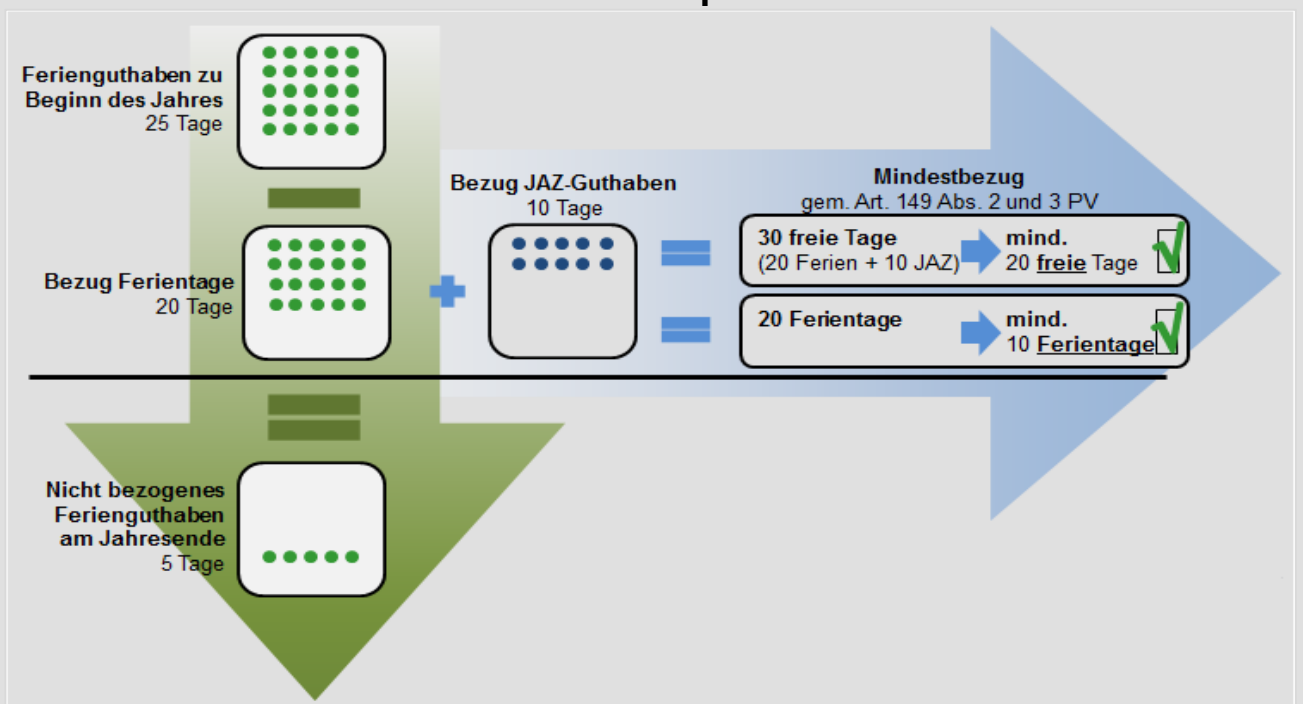 Ferienguthaben zu
Beginn des Jahres
25 Tage
Bezug Ferientage
20 Tage
Bezug JAZ-Guthaben
10 Tage
Mindestbezug
gem. Art. 149 Abs. 2 und 3 PV
30 freie Tage
(20 Ferien + 10 JAZ)
mind.
20 freie Tage
20 Ferientage
mind.
10 Ferientage
Nicht bezogenes
Ferienguthaben
am Jahresende
5 Tage